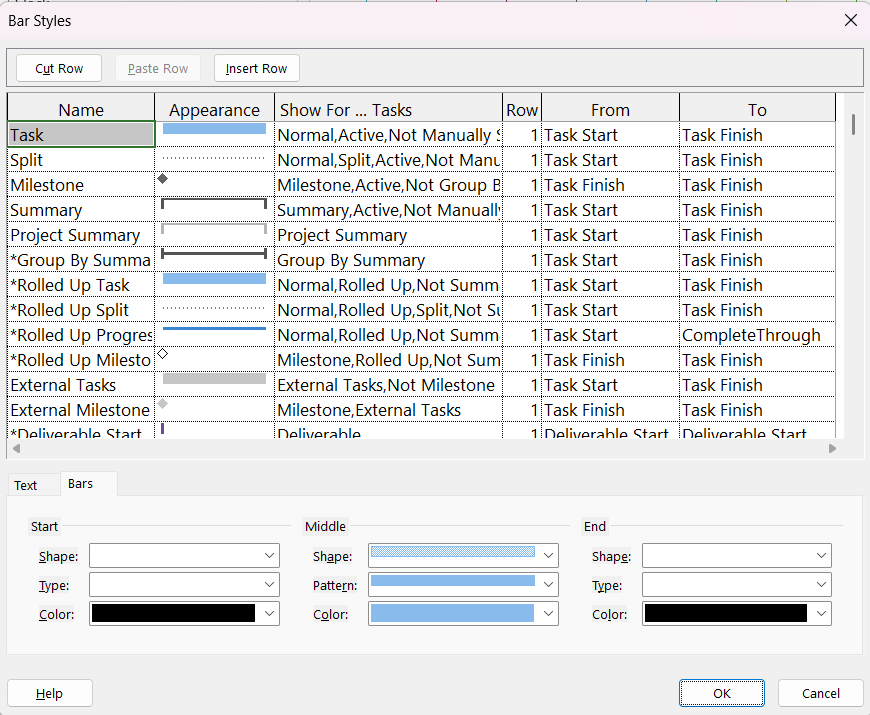 Bar Styles
Cut Row Paste Row Insert Row
Name Appearance Show For ... Tasks Row From To
Task Normal,Active,Not Manually S 1 Task Start Task Finish
Split Normal,Split,Active,Not Manu 1 Task Start Task Finish
Milestone Milestone,Active,Not Group B 1 Task Finish Task Finish
Summary Summary,Active,Not Manually 1 Task Start Task Finish
Project Summary Project Summary 1 Task Start Task Finish
*Group By Summa Group By Summary 1 Task Start Task Finish
*Rolled Up Task Normal,Rolled Up,Not Summ 1 Task Start Task Finish
*Rolled Up Split Normal,Rolled Up,Split,Not Su 1 Task Start Task Finish
*Rolled Up Progres Normal,Rolled Up,Not Summ 1 Task Start CompleteThrough
*Rolled Up Milesto Milestone,Rolled Up,Not Sum 1 Task Finish Task Finish
External Tasks External Tasks,Not Milestone 1 Task Start Task Finish
External Milestone Milestone,External Tasks 1 Task Finish Task Finish
*Deliverable Start Deliverable 1 Deliverable Start Deliverable Start
Text Bars
Start Middle End
Shape: Shape: Shape:
Type: Pattern: Type:
Color: Color: Color:
Help OK Cancel